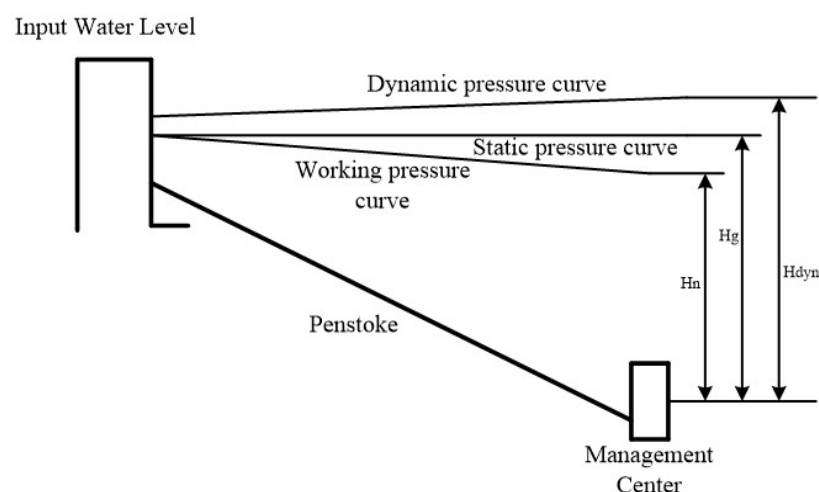 Input Water Level
Dynamic pressure curve
Static pressure curve
Working pressure
curve
Hg
Hdyn
Hn
Penstoke
Management
Center